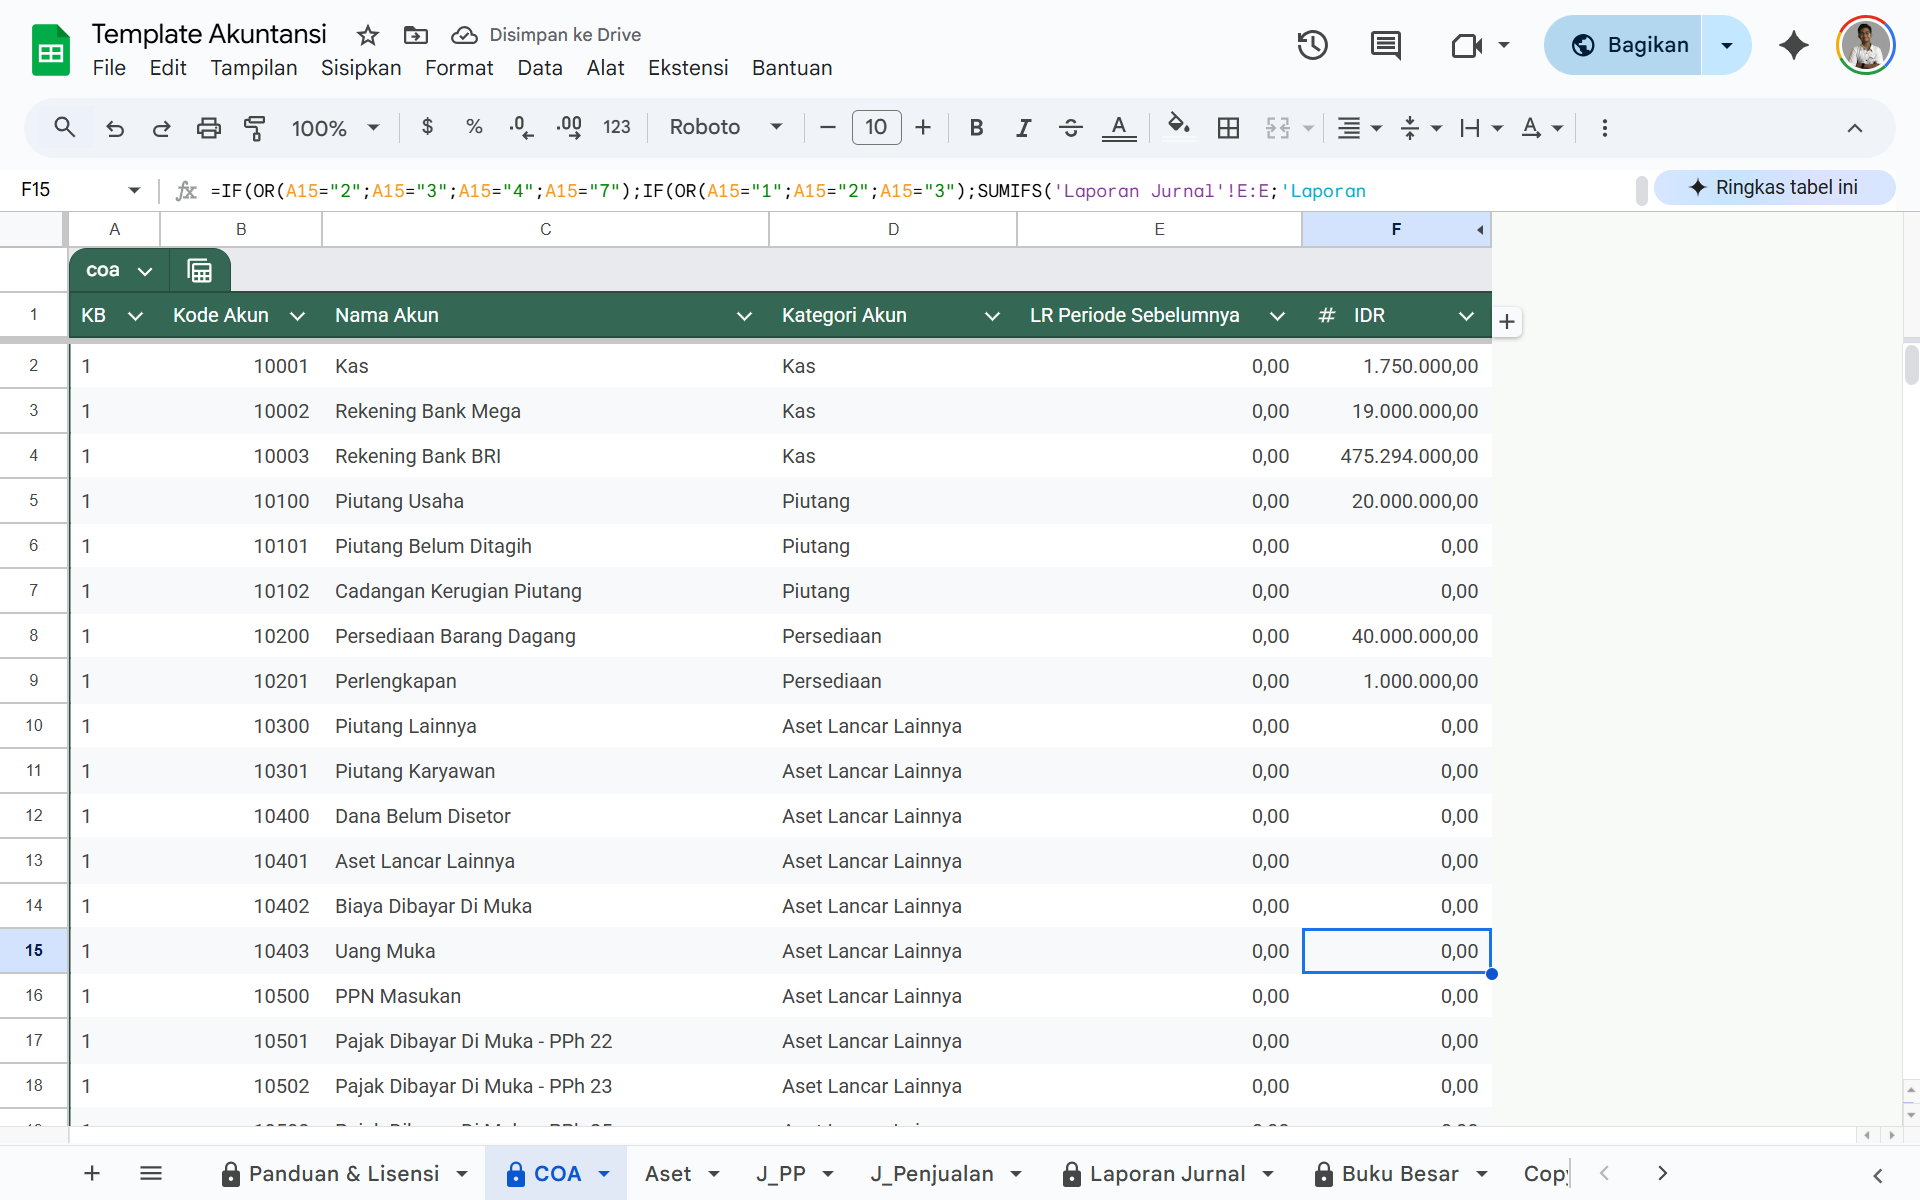 Template Akuntansi Disimpan ke Drive
File Edit Tampilan Sisipkan Format Data Alat Ekstensi Bantuan
Bagikan
100% $ % .0 .00 123 Roboto 10 B I A A
F15 fx =IF(OR(A15="2";A15="3";A15="4";A15="7");IF(OR(A15="1";A15="2";A15="3");SUMIFS('Laporan Jurnal'!E:E;'Laporan
Ringkas tabel ini
A B C D E F
coa
1 KB Kode Akun Nama Akun Kategori Akun LR Periode Sebelumnya # IDR
2 1 10001 Kas Kas 0,00 1.750.000,00
3 1 10002 Rekening Bank Mega Kas 0,00 19.000.000,00
4 1 10003 Rekening Bank BRI Kas 0,00 475.294.000,00
5 1 10100 Piutang Usaha Piutang 0,00 20.000.000,00
6 1 10101 Piutang Belum Ditagih Piutang 0,00 0,00
7 1 10102 Cadangan Kerugian Piutang Piutang 0,00 0,00
8 1 10200 Persediaan Barang Dagang Persediaan 0,00 40.000.000,00
9 1 10201 Perlengkapan Persediaan 0,00 1.000.000,00
10 1 10300 Piutang Lainnya Aset Lancar Lainnya 0,00 0,00
11 1 10301 Piutang Karyawan Aset Lancar Lainnya 0,00 0,00
12 1 10400 Dana Belum Disetor Aset Lancar Lainnya 0,00 0,00
13 1 10401 Aset Lancar Lainnya Aset Lancar Lainnya 0,00 0,00
14 1 10402 Biaya Dibayar Di Muka Aset Lancar Lainnya 0,00 0,00
15 1 10403 Uang Muka Aset Lancar Lainnya 0,00 0,00
16 1 10500 PPN Masukan Aset Lancar Lainnya 0,00 0,00
17 1 10501 Pajak Dibayar Di Muka - PPh 22 Aset Lancar Lainnya 0,00 0,00
18 1 10502 Pajak Dibayar Di Muka - PPh 23 Aset Lancar Lainnya 0,00 0,00
Panduan & Lisensi COA Aset J_PP J_Penjualan Laporan Jurnal Buku Besar Copy